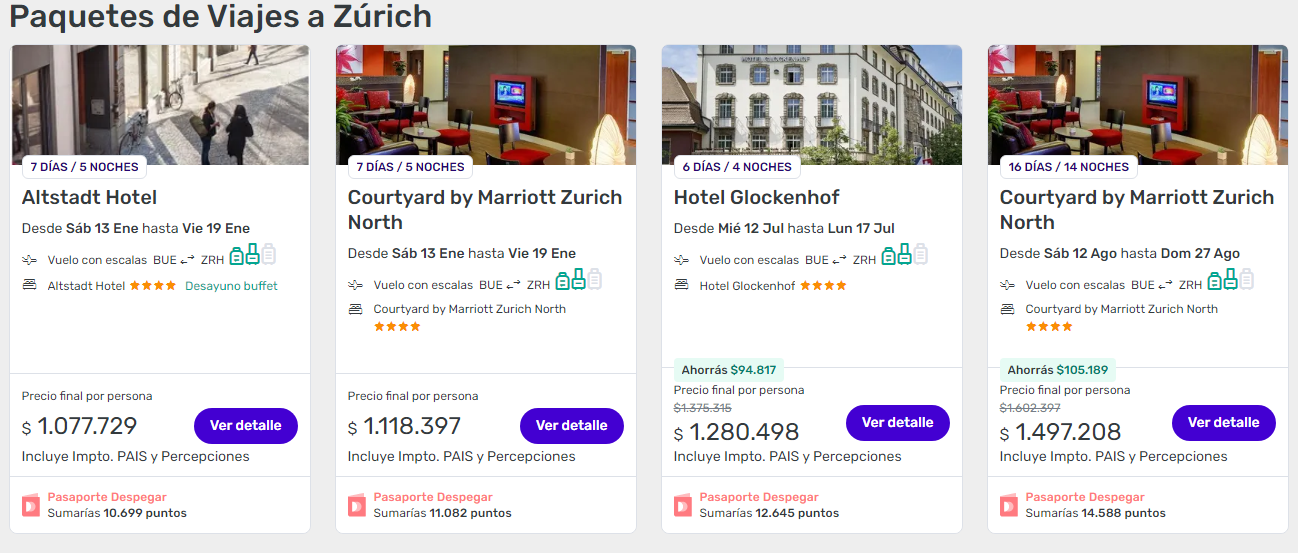 Paquetes de Viajes a Zúrich
7 DÍAS / 5 NOCHES
Altstadt Hotel
Desde Sáb 13 Ene hasta Vie 19 Ene
Vuelo con escalas BUE ZRH
Altstadt Hotel Desayuno buffet
Precio final por persona
$ 1.077.729
Ver detalle
Incluye Impto. PAIS y Percepciones
Pasaporte Despegar
Sumarías 10.699 puntos
7 DÍAS / 5 NOCHES
Courtyard by Marriott Zurich
North
Desde Sáb 13 Ene hasta Vie 19 Ene
Vuelo con escalas BUE ZRH
Courtyard by Marriott Zurich North
Precio final por persona
$ 1.118.397
Ver detalle
Incluye Impto. PAIS y Percepciones
Pasaporte Despegar
Sumarías 11.082 puntos
HOTEL GLOCKENHOF
6 DÍAS / 4 NOCHES
Hotel Glockenhof
Desde Mié 12 Jul hasta Lun 17 Jul
Vuelo con escalas BUE ZRH
Hotel Glockenhof
Ahorrás $94.817
Precio final por persona
$1.375.315
$ 1.280.498
Ver detalle
Incluye Impto. PAIS y Percepciones
Pasaporte Despegar
Sumarías 12.645 puntos
16 DÍAS / 14 NOCHES
Courtyard by Marriott Zurich
North
Desde Sáb 12 Ago hasta Dom 27 Ago
Vuelo con escalas BUE ZRH
Courtyard by Marriott Zurich North
Ahorrás $105.189
Precio final por persona
$1.602.397
$ 1.497.208
Ver detalle
Incluye Impto. PAIS y Percepciones
Pasaporte Despegar
Sumarías 14.588 puntos